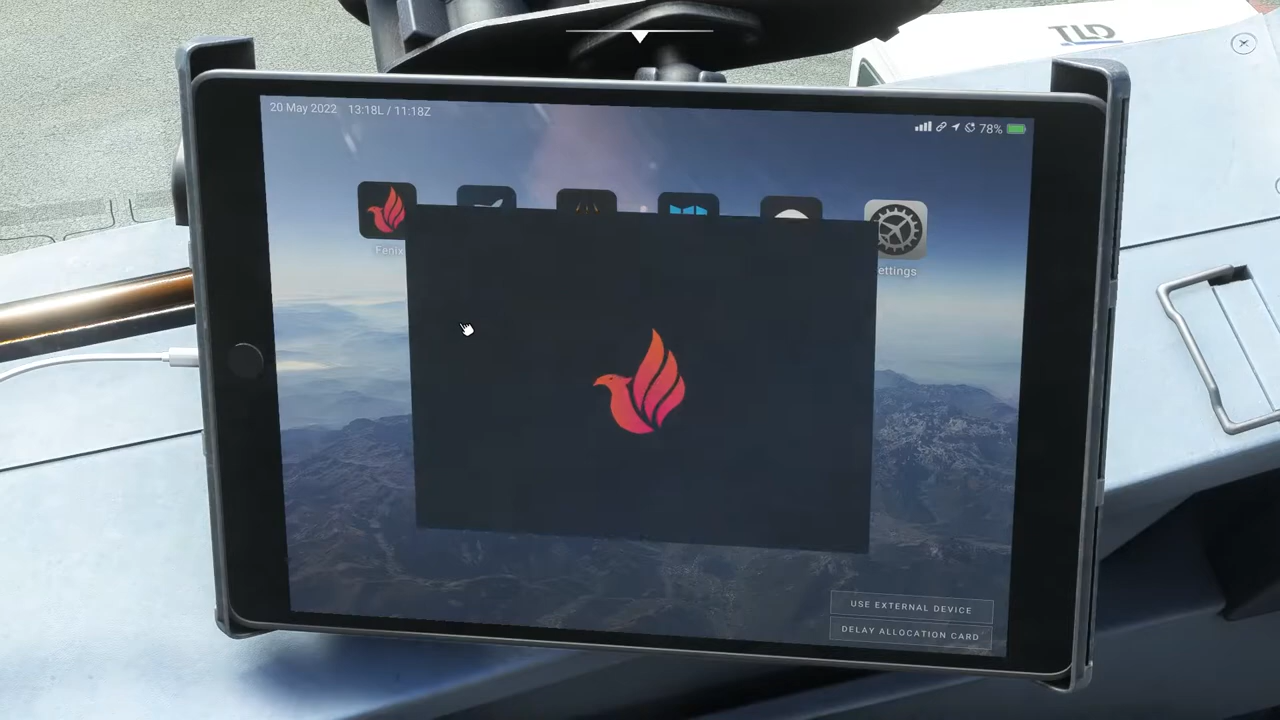 TLD
20 May 2022 13:18L / 11:18Z
78%
Fenix
ettings
USE EXTERNAL DEVICE
DELAY ALLOCATION CARD